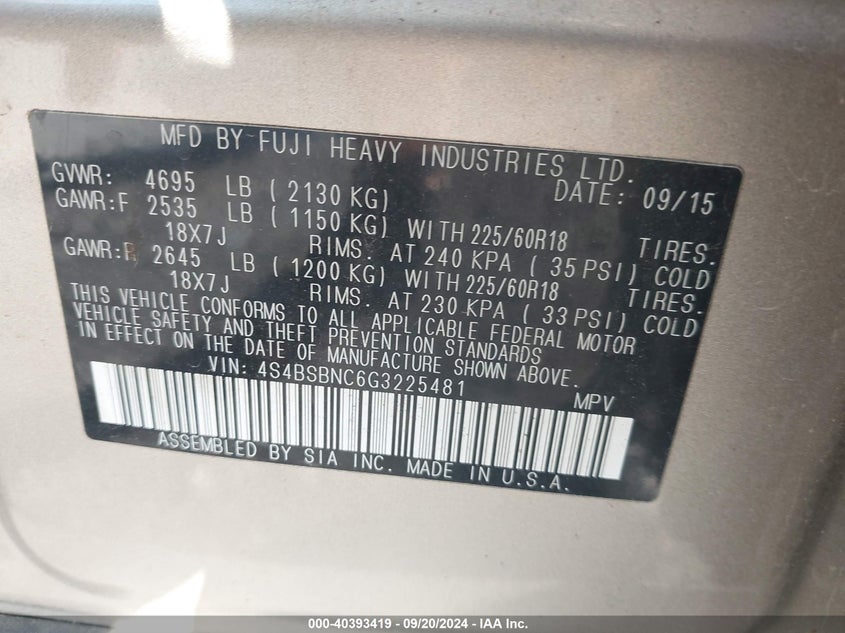 MFD BY FUJI HEAVY INDUSTRIES LTD.
GVWR: 4695 LB ( 2130 KG) DATE: 09/15
GAWR:F 2535 LB ( 1150 KG) WITH 225/60R18 TIRES.
18X7J RIMS. AT 240 KPA ( 35 PSI) COLD
GAWR:R 2645 LB ( 1200 KG) WITH 225/60R18 TIRES.
18X7J RIMS. AT 230 KPA ( 33 PSI) COLD
THIS VEHICLE CONFORMS TO ALL APPLICABLE FEDERAL MOTOR
VEHICLE SAFETY AND THEFT PREVENTION STANDARDS
IN EFFECT ON THE DATE OF MANUFACTURE SHOWN ABOVE.
VIN: 4S4BSBNC6G3225481 MPV
ASSEMBLED BY SIA INC. MADE IN U.S.A.
000-40393419 - 09/20/2024 - IAA Inc.